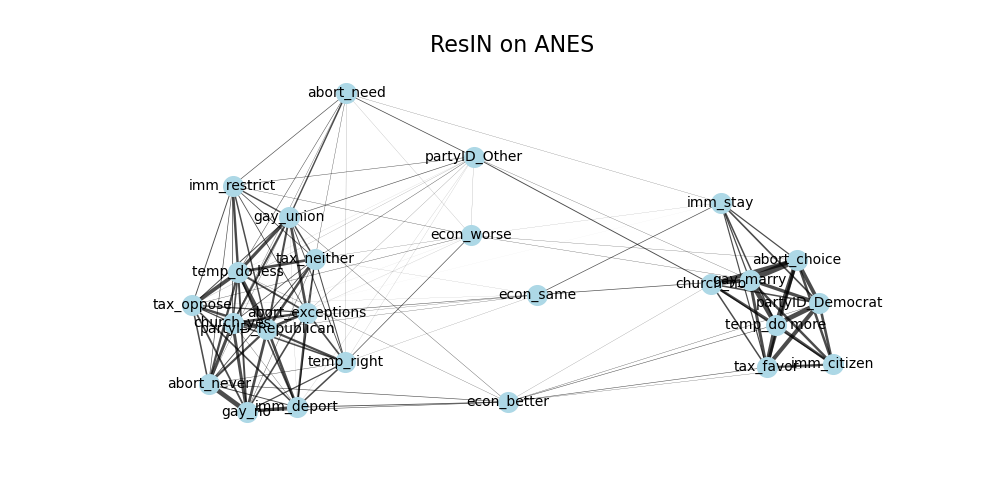 ResIN on ANES
abort_need
partyID_Other
imm_restrict
imm_stay
gay_union
econ_worse
tax_neither
abort_choice
temp_do less
gay_marry
church_no
econ_same
tax_oppose
partyID_Democrat
abort_exceptions
church_yes
temp_do more
partyID_Republican
temp_right
tax_favor
imm_citizen
abort_never
econ_better
imm_deport
gay_no